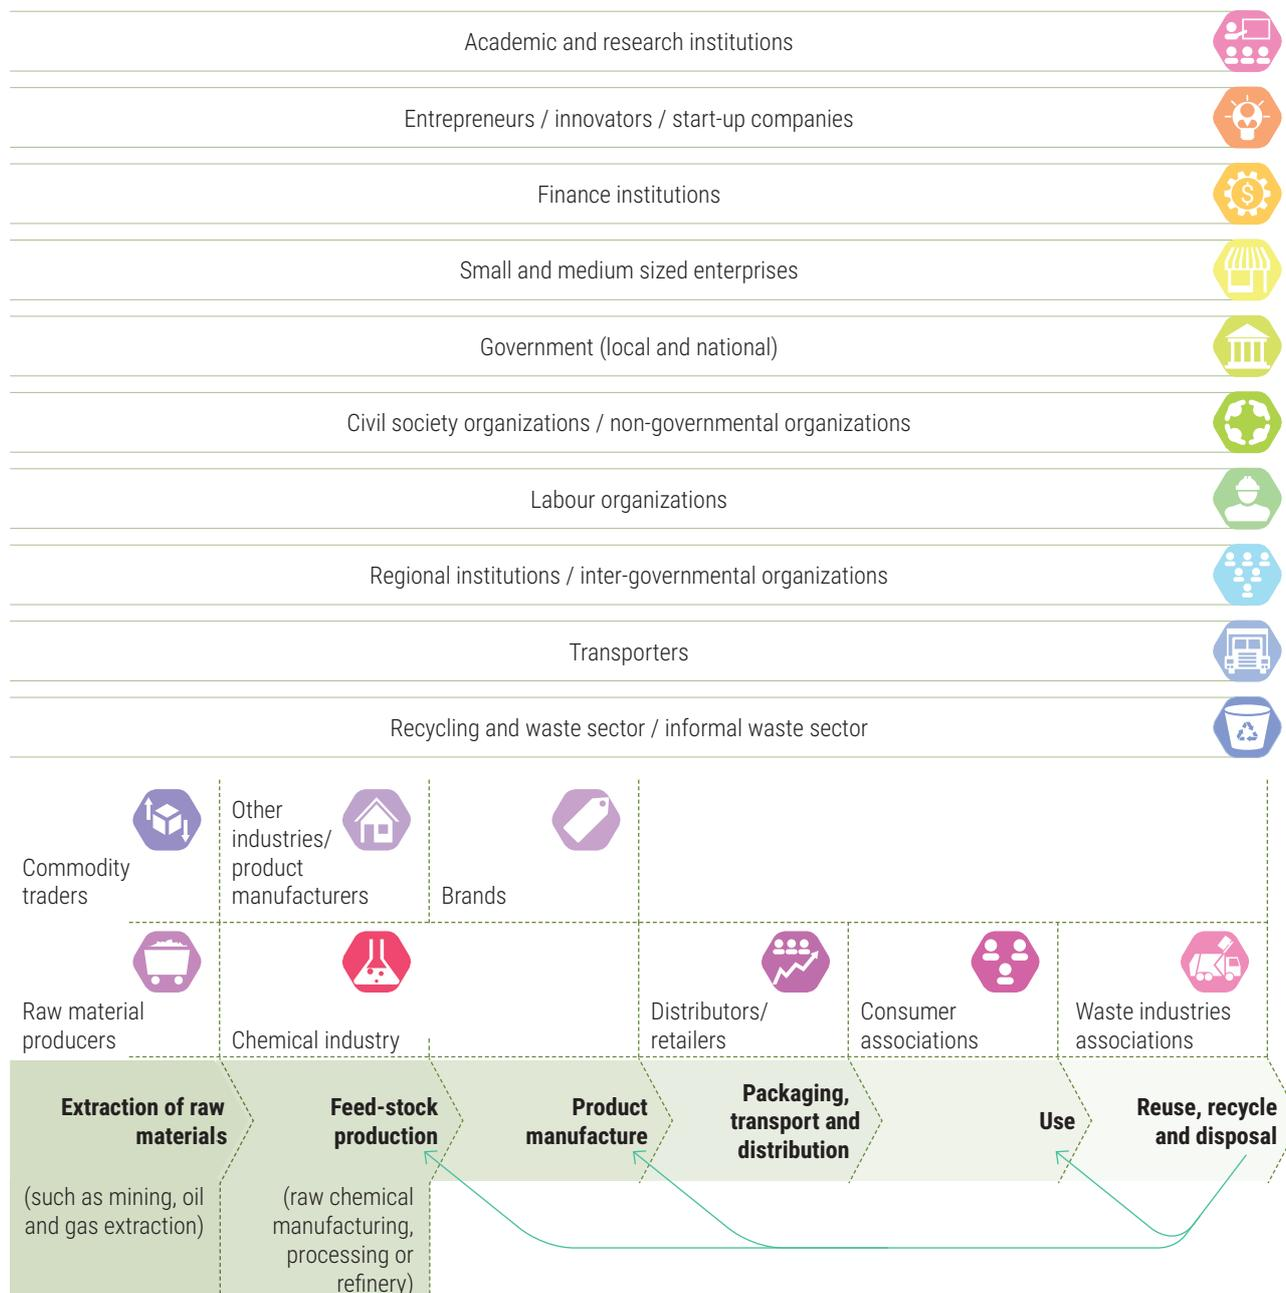 Academic and research institutions
Entrepreneurs / innovators / start-up companies
Finance institutions
Small and medium sized enterprises
Government (local and national)
Civil society organizations / non-governmental organizations
Labour organizations
Regional institutions / inter-governmental organizations
Transporters
Recycling and waste sector / informal waste sector
Commodity
traders
Other
industries/
product
manufacturers
Brands
Raw material
producers
Chemical industry
Distributors/
retailers
Consumer
associations
Waste industries
associations
Extraction of raw
materials
Feed-stock
production
Product
manufacture
Packaging,
transport and
distribution
Use
Reuse, recycle
and disposal
(such as mining, oil
and gas extraction)
(raw chemical
manufacturing,
processing or
refinery)